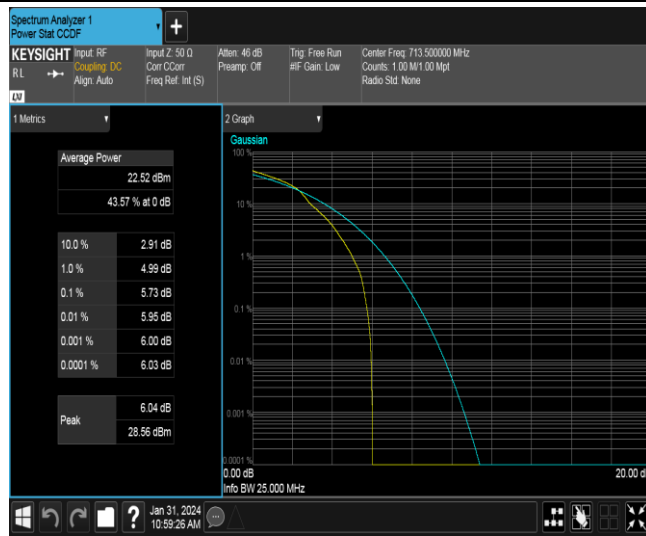 Spectrum Analyzer 1
Power Stat CCDF
+
KEYSIGHT
RL
LXI
Input: RF
Coupling: DC
Align: Auto
Input Z: 50 Ω
Corr CCorr
Freq Ref: Int (S)
Atten: 46 dB
Preamp: Off
Trig: Free Run
#IF Gain: Low
Center Freq: 713.500000 MHz
Counts: 1.00 M/1.00 Mpt
Radio Std: None
1 Metrics
Average Power
22.52 dBm
43.57 % at 0 dB
10.0 % 2.91 dB
1.0 % 4.99 dB
0.1 % 5.73 dB
0.01 % 5.95 dB
0.001 % 6.00 dB
0.0001 % 6.03 dB
Peak
6.04 dB
28.56 dBm
2 Graph
Gaussian
100 %
10 %
1 %
0.1 %
0.01 %
0.001 %
0.0001 %
0.00 dB
20.00 d
Info BW 25.000 MHz
?
Jan 31, 2024
10:59:26 AM